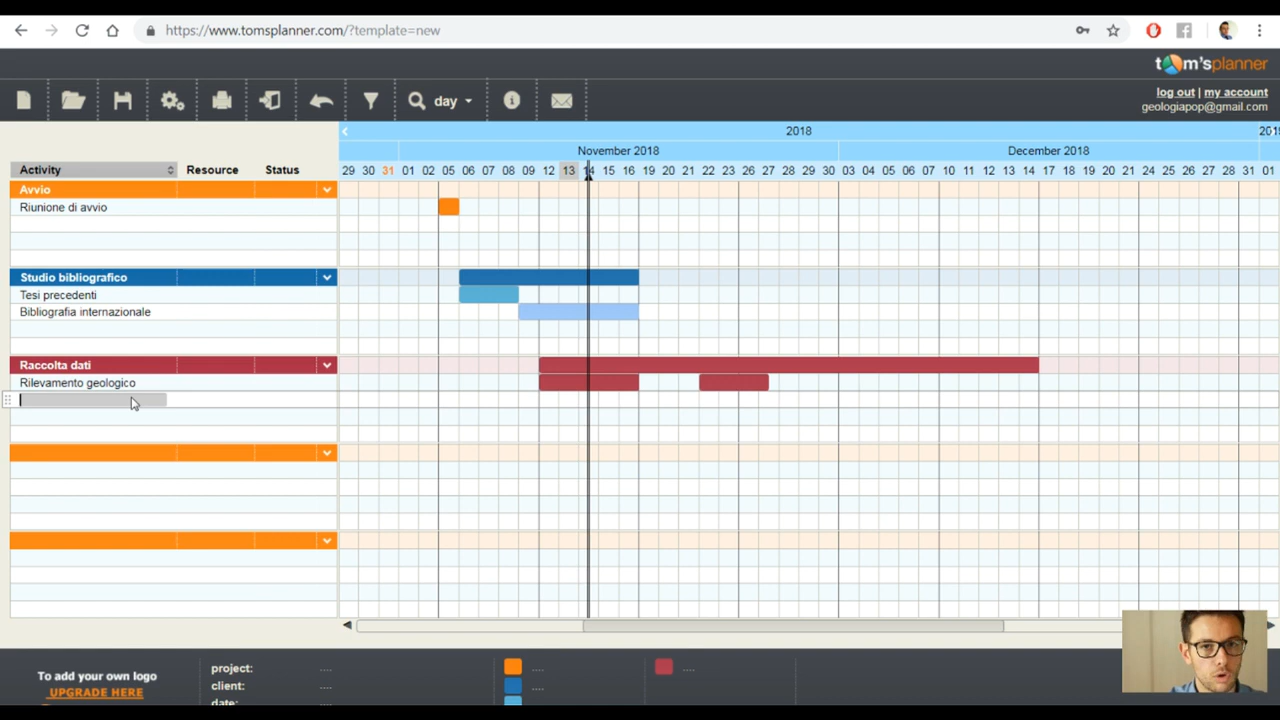 https://www.tomsplanner.com/?template=new
tom'splanner
log out | my account
geologiapop@gmail.com
day
2018
November 2018
December 2018
Activity Resource Status
29 30 31 01 02 05 06 07 08 09 12 13 14 15 16 19 20 21 22 23 26 27 28 29 30 03 04 05 06 07 10 11 12 13 14 17 18 19 20 21 24 25 26 27 28 31 01
Avvio
Riunione di avvio
Studio bibliografico
Tesi precedenti
Bibliografia internazionale
Raccolta dati
Rilevamento geologico
To add your own logo
UPGRADE HERE
project: ....
client: ....
date:
....
....
....